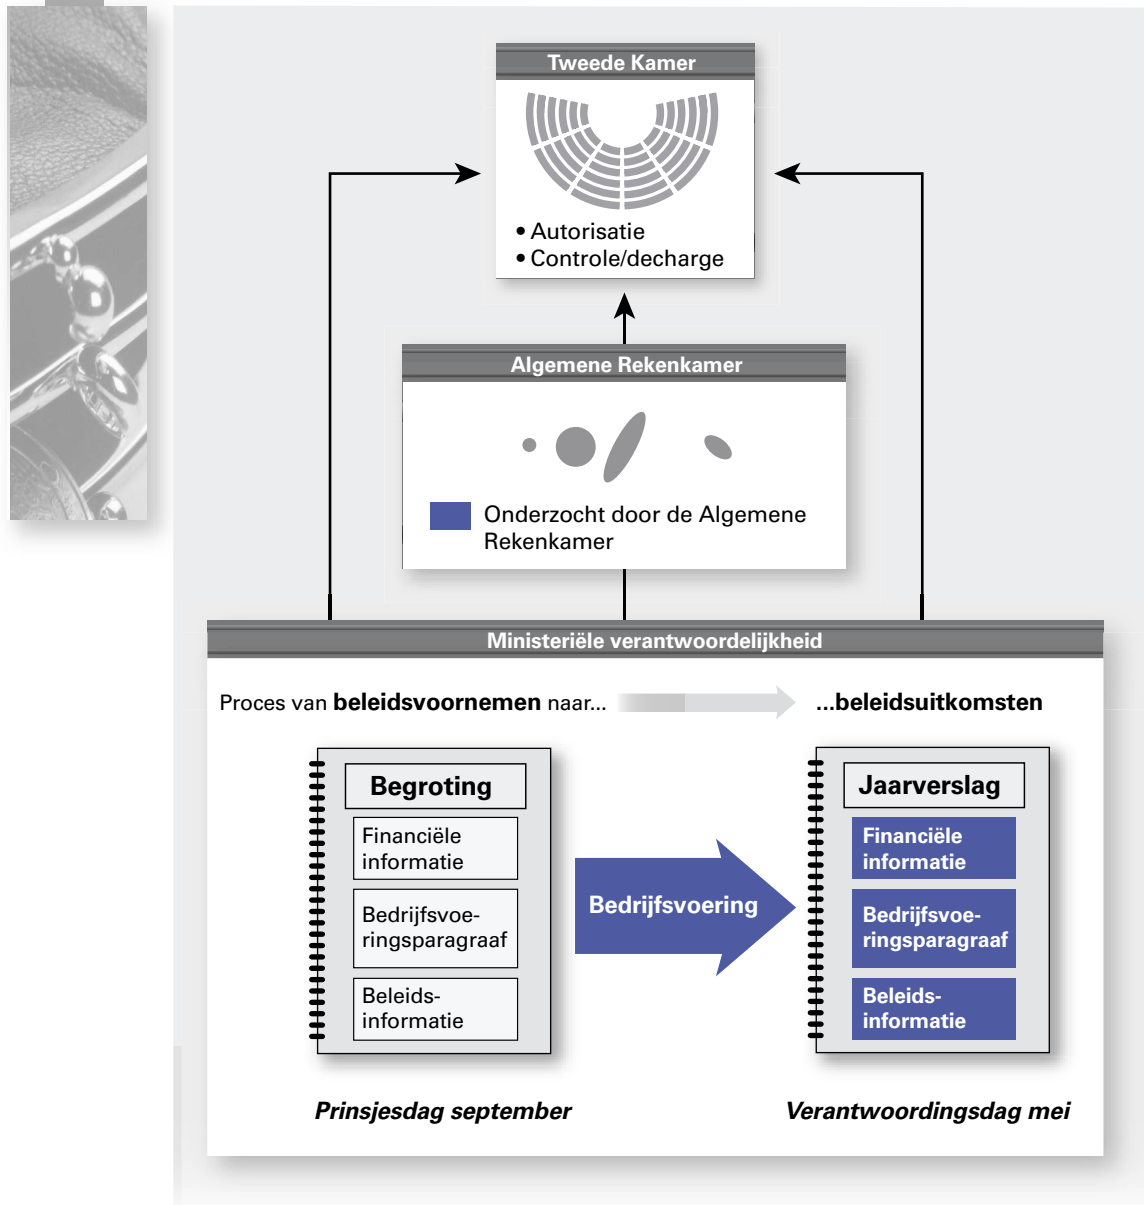 Tweede Kamer
• Autorisatie
• Controle/decharge
Algemene Rekenkamer
Onderzocht door de Algemene
Rekenkamer
Ministeriële verantwoordelijkheid
Proces van beleidsvoornemen naar...
...beleidsuitkomsten
Begroting
Financiële
informatie
Bedrijfsvoe-
ringsparagraaf
Beleids-
informatie
Bedrijfsvoering
Jaarverslag
Financiële
informatie
Bedrijfsvoe-
ringsparagraaf
Beleids-
informatie
Prinsjesdag september
Verantwoordingsdag mei